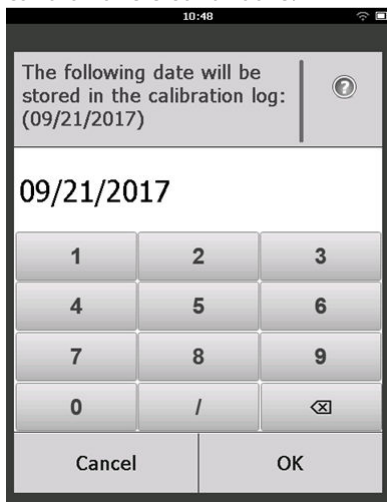 10:48
The following date will be
stored in the calibration log:
(09/21/2017)
?
09/21/2017
1 2 3
4 5 6
7 8 9
0 /
Cancel OK